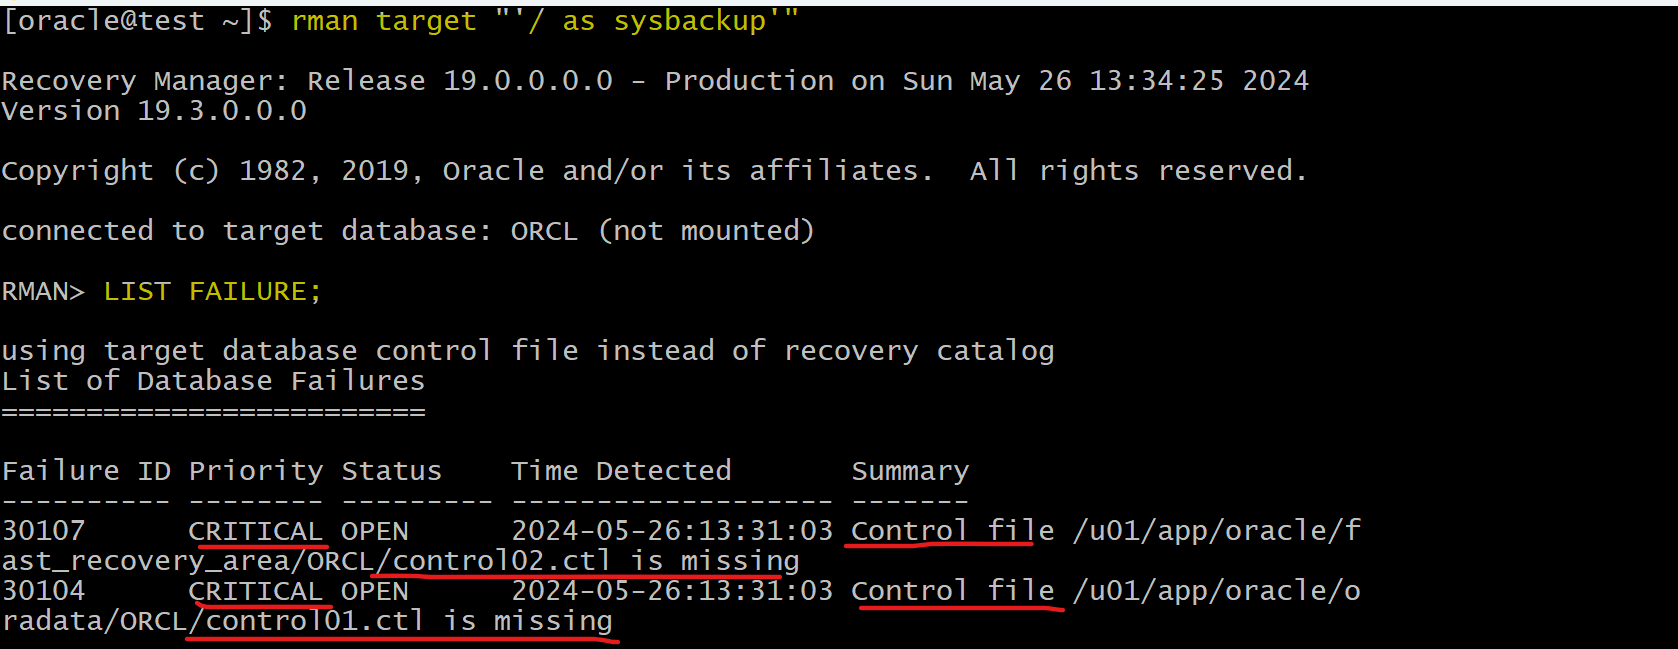 [oracle@test ~]$ rman target "'/ as sysbackup'"
Recovery Manager: Release 19.0.0.0.0 - Production on Sun May 26 13:34:25 2024
Version 19.3.0.0.0
Copyright (c) 1982, 2019, Oracle and/or its affiliates.  All rights reserved.
connected to target database: ORCL (not mounted)
RMAN> LIST FAILURE;
using target database control file instead of recovery catalog
List of Database Failures
=========================
Failure ID Priority Status    Time Detected       Summary
---------- -------- --------- ------------------- -------
30107      CRITICAL OPEN      2024-05-26:13:31:03 Control file /u01/app/oracle/f
ast_recovery_area/ORCL/control02.ctl is missing
30104      CRITICAL OPEN      2024-05-26:13:31:03 Control file /u01/app/oracle/o
radata/ORCL/control01.ctl is missing